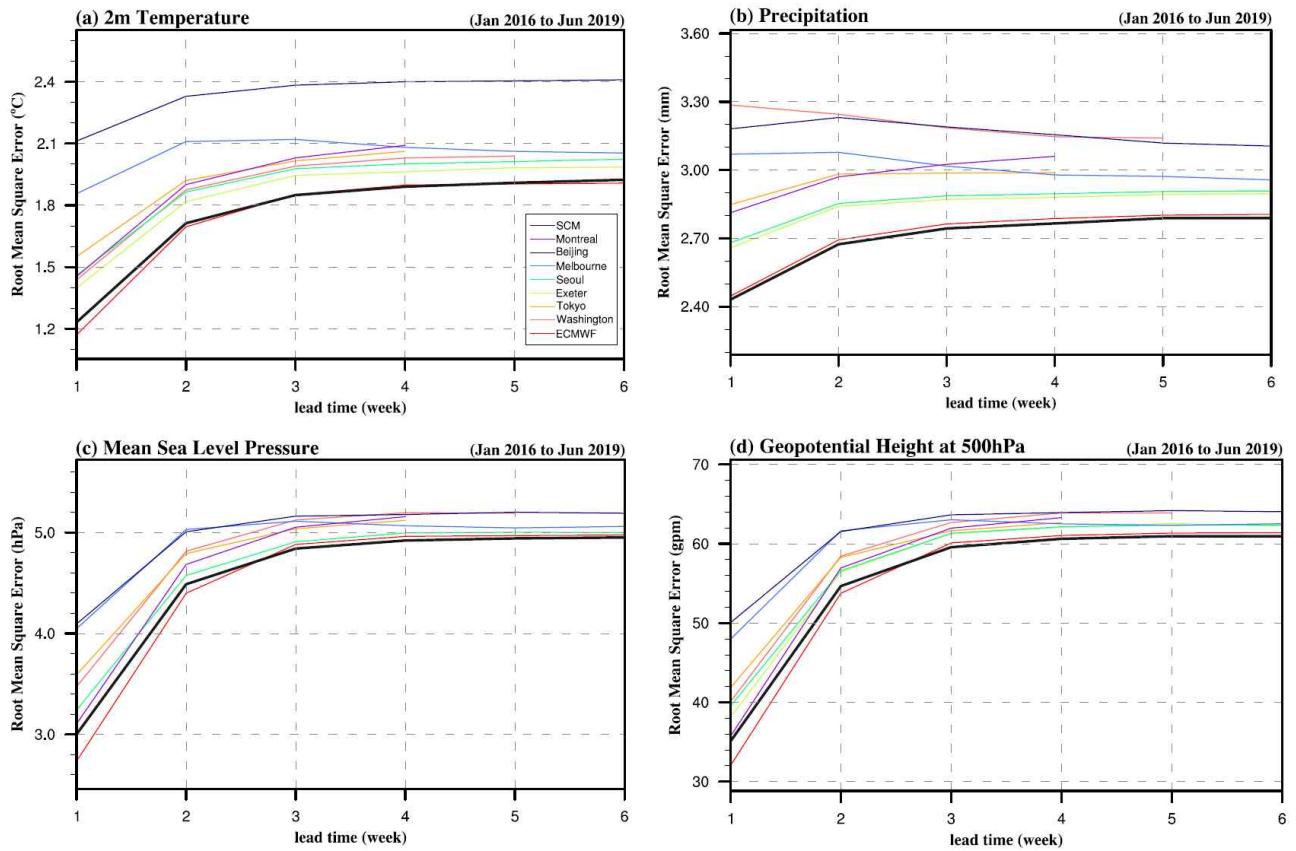 (a) 2m Temperature (Jan 2016 to Jun 2019)
Root Mean Square Error (°C)
2.4
2.1
1.8
1.5
1.2
SCM
Montreal
Beijing
Melbourne
Seoul
Exeter
Tokyo
Washington
ECMWF
1 2 3 4 5 6
lead time (week)
(b) Precipitation (Jan 2016 to Jun 2019)
Root Mean Square Error (mm)
3.60
3.30
3.00
2.70
2.40
1 2 3 4 5 6
lead time (week)
(c) Mean Sea Level Pressure (Jan 2016 to Jun 2019)
Root Mean Square Error (hPa)
5.0
4.0
3.0
1 2 3 4 5 6
lead time (week)
(d) Geopotential Height at 500hPa (Jan 2016 to Jun 2019)
Root Mean Square Error (gpm)
70
60
50
40
30
1 2 3 4 5 6
lead time (week)